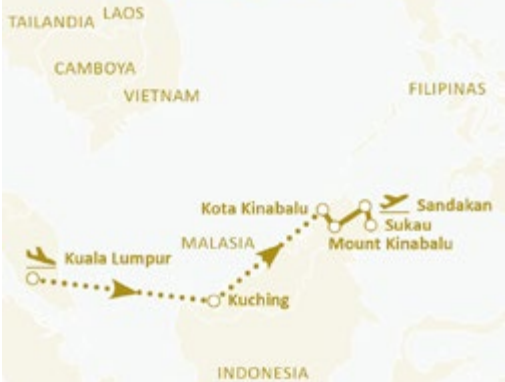 LAOS
TAILANDIA
CAMBOYA
VIETNAM
FILIPINAS
Kota Kinabalu
Sandakan
Sukau
Mount Kinabalu
MALASIA
Kuala Lumpur
Kuching
INDONESIA